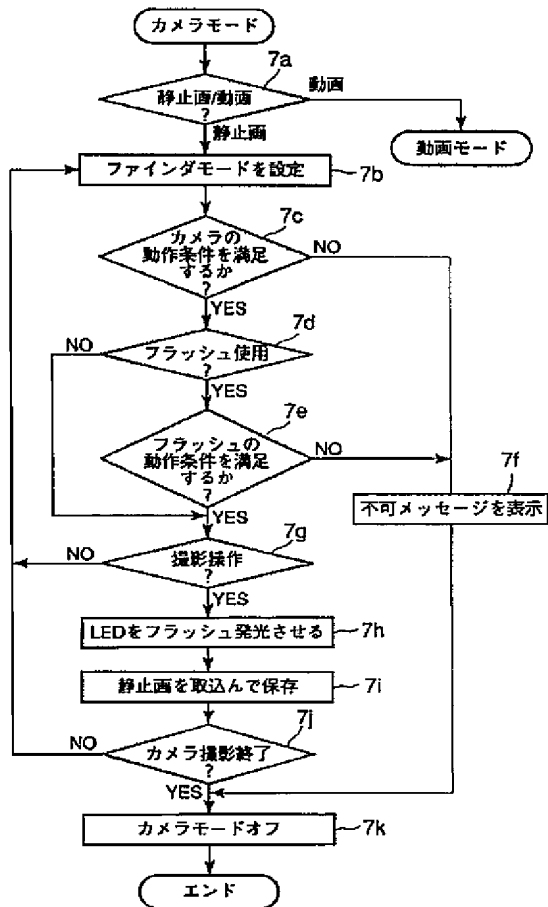 カメラモード
7a
静止画/動画
?
動画
静止画
動画モード
ファインダモードを設定
7b
7c
カメラの
動作条件を満足
するか
?
NO
YES
7d
NO
フラッシュ使用
?
YES
7e
フラッシュの
動作条件を満足
するか
?
NO
7f
不可メッセージを表示
YES
7g
NO
撮影操作
?
YES
LEDをフラッシュ発光させる
7h
静止画を取込んで保存
7i
7j
NO
カメラ撮影終了
?
YES
カメラモードオフ
7k
エンド